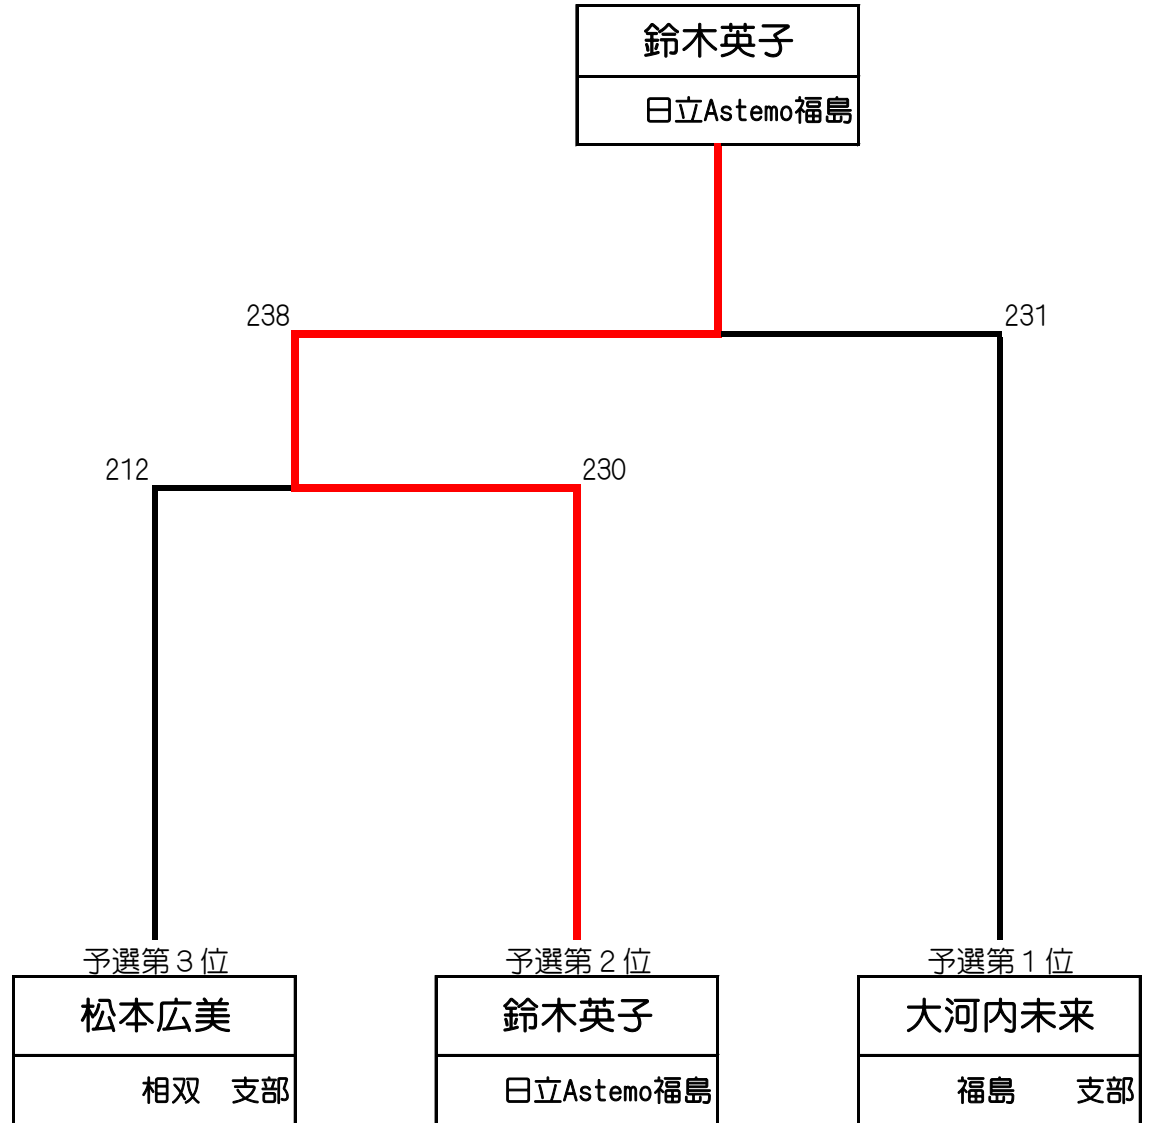 鈴木英子
日立Astemo福島
238
231
212
230
予選第3位
予選第2位
予選第1位
松本広美
鈴木英子
大河内未来
相双　支部
日立Astemo福島
福島　　支部